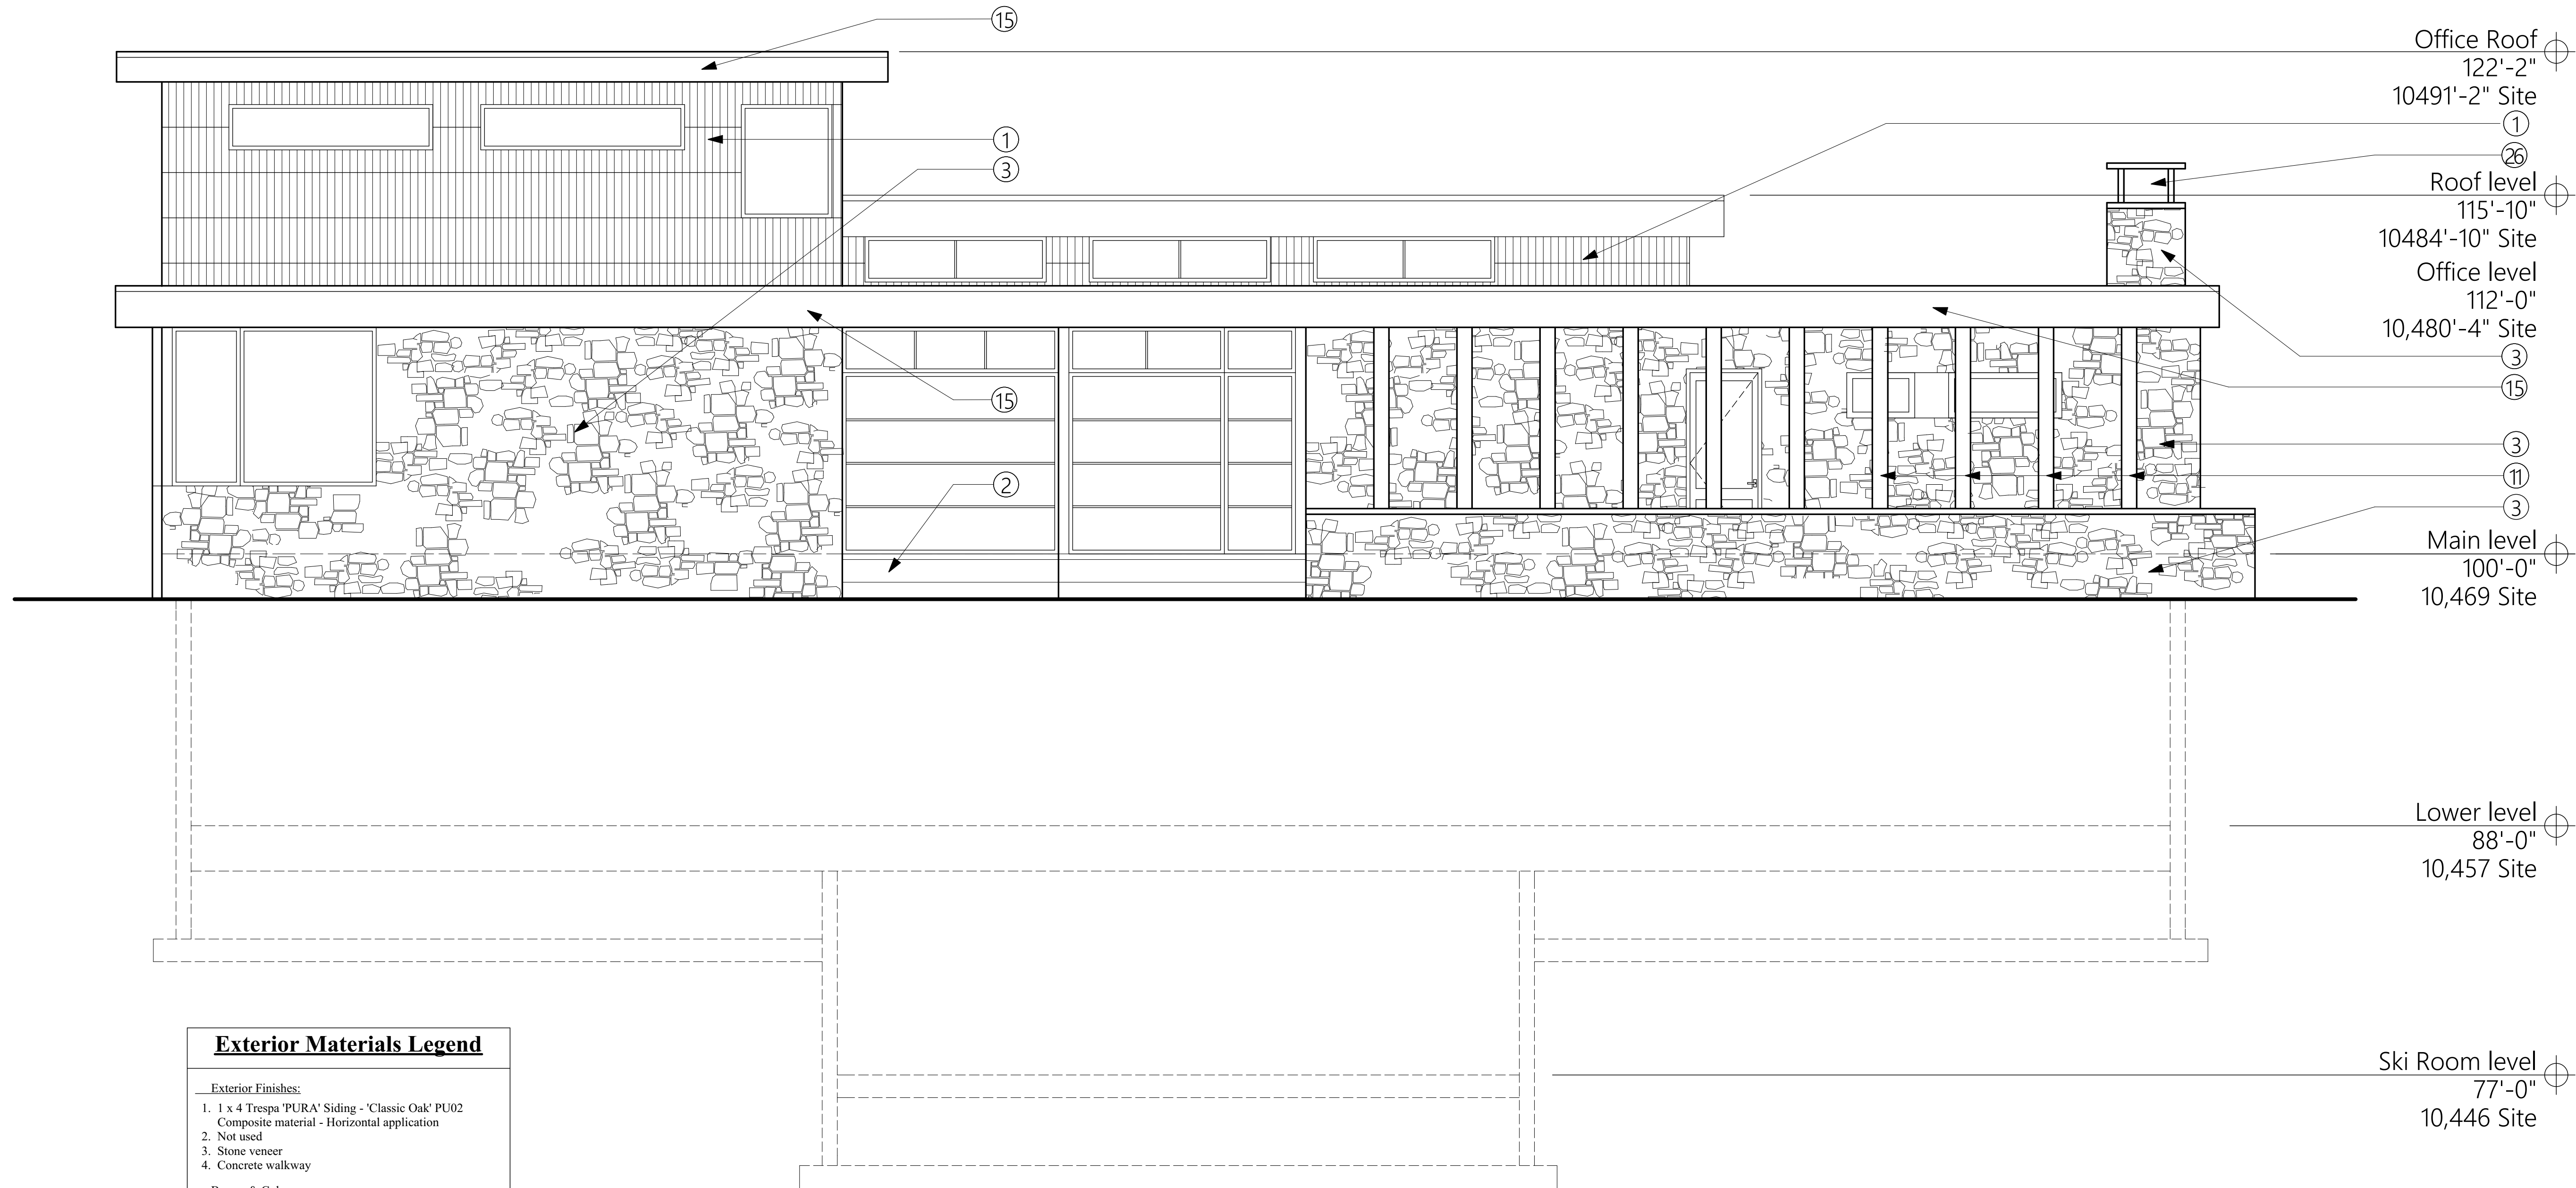 15
Office Roof
122'-2"
10491'-2" Site
1
1
26
3
Roof level
115'-10"
10484'-10" Site
Office level
112'-0"
10,480'-4" Site
3
15
15
3
11
2
3
Main level
100'-0"
10,469 Site
Lower level
88'-0"
10,457 Site
Ski Room level
77'-0"
10,446 Site
Exterior Materials Legend
Exterior Finishes:
1. 1 x 4 Trespa 'PURA' Siding - 'Classic Oak' PU02
Composite material - Horizontal application
2. Not used
3. Stone veneer
4. Concrete walkway